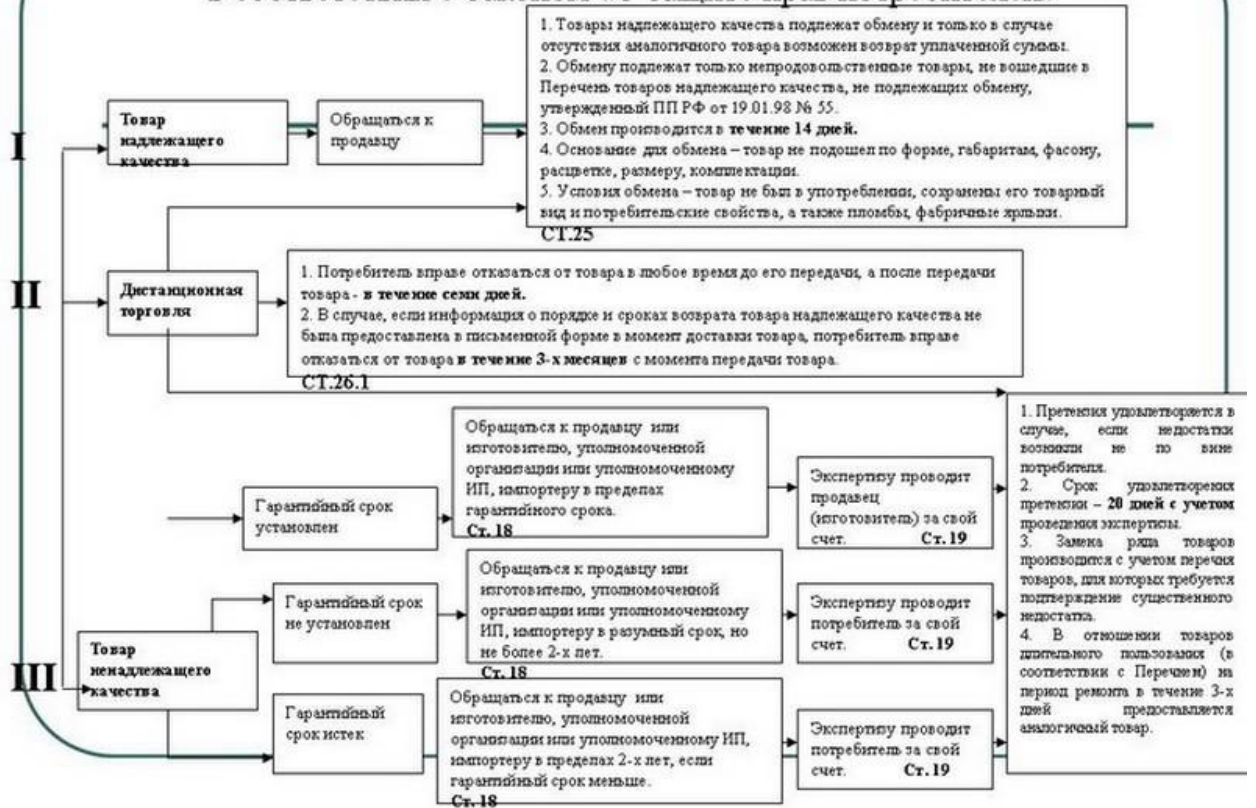 I
Товар
надлежащего
качества
Обращаться к
продавцу
1. Товары надлежащего качества подлежат обмену и только в случае
отсутствия аналогичного товара возможен возврат уплаченной суммы.
2. Обмену подлежат только непродовольственные товары, не вошедшие в
Перечень товаров надлежащего качества, не подлежащих обмену,
утвержденный ПП РФ от 19.01.98 № 55.
3. Обмен производится в течение 14 дней.
4. Основание для обмена – товар не подошел по форме, габаритам, фасону,
расцветке, размеру, комплектации.
5. Условия обмена – товар не был в употреблении, сохранены его товарный
вид и потребительские свойства, а также пломбы, фабричные ярлыки.
СТ.25
II
Дистанционная
торговля
1. Потребитель вправе отказаться от товара в любое время до его передачи, а после передачи
товара - в течение семи дней.
2. В случае, если информация о порядке и сроках возврата товара надлежащего качества не
была предоставлена в письменной форме в момент доставки товара, потребитель вправе
отказаться от товара в течение 3-х месяцев с момента передачи товара.
СТ.26.1
III
Товар
ненадлежащего
качества
Гарантийный срок
установлен
Обращаться к продавцу или
изготовителю, уполномоченной
организации или уполномоченному
ИП, импортеру в пределах
гарантийного срока.
Ст. 18
Экспертизу проводит
продавец
(изготовитель) за свой
счет. Ст. 19
Гарантийный срок
не установлен
Обращаться к продавцу или
изготовителю, уполномоченной
организации или уполномоченному
ИП, импортеру в разумный срок, но
не более 2-х лет.
Ст. 18
Экспертизу проводит
потребитель за свой
счет. Ст. 19
Гарантийный
срок истек
Обращаться к продавцу или
изготовителю, уполномоченной
организации или уполномоченному ИП,
импортеру в пределах 2-х лет, если
гарантийный срок меньше.
Ст. 18
Экспертизу проводит
потребитель за свой
счет. Ст. 19
1. Претензия удовлетворяется в
случае, если недостатки
возникли не по вине
потребителя.
2. Срок удовлетворения
претензии – 20 дней с учетом
проведения экспертизы.
3. Замена ряда товаров
производится с учетом перечня
товаров, для которых требуется
подтверждение существенного
недостатка.
4. В отношении товаров
длительного пользования (в
соответствии с Перечнем) на
период ремонта в течение 3-х
дней предоставляется
аналогичный товар.